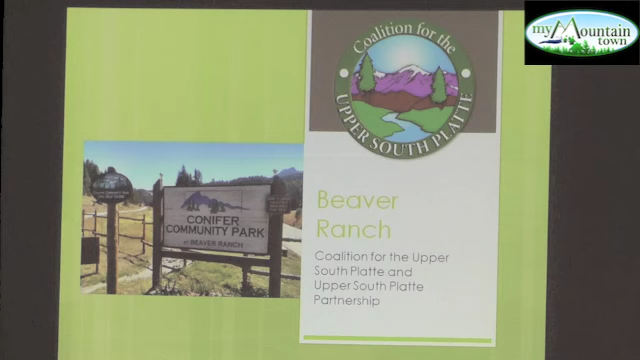 my Mountain
town
Coalition for the
UPPER SOUTH PLATTE
CONIFER
COMMUNITY PARK
at BEAVER RANCH
Beaver
Ranch
Coalition for the Upper
South Platte and
Upper South Platte
Partnership